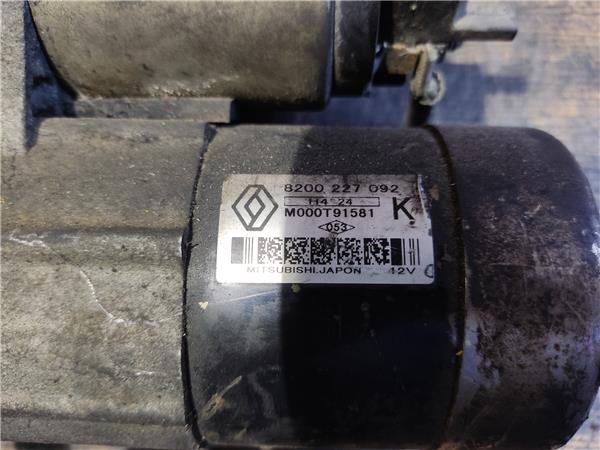 8200 227 092
H4 24
M000T91581 K
053
MITSUBISHI.JAPON 12V